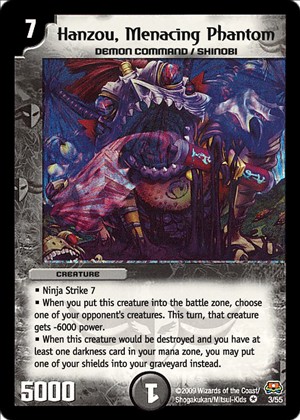 7
Hanzou, Menacing Phantom
DEMON COMMAND / SHINOBI
CREATURE
■ Ninja Strike 7
■ When you put this creature into the battle zone, choose
one of your opponent's creatures. This turn, that creature
gets -6000 power.
■ When this creature would be destroyed and you have at
least one darkness card in your mana zone, you may put
one of your shields into your graveyard instead.
5000
1
©2009 Wizards of the Coast/
Shogakukan/Mitsui-Kids
3/55